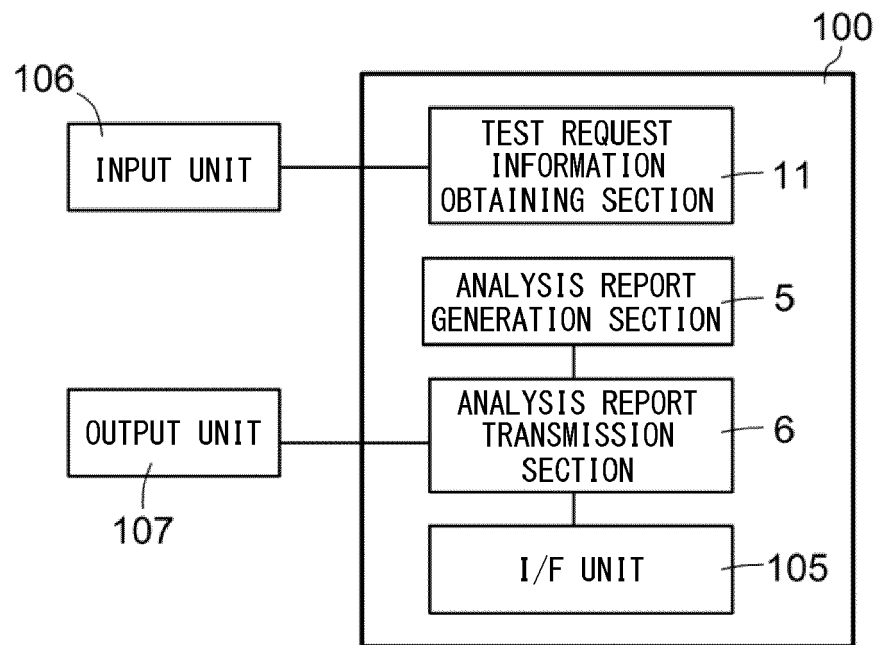 100
106
INPUT UNIT
TEST REQUEST
INFORMATION
OBTAINING SECTION
11
ANALYSIS REPORT
GENERATION SECTION
5
OUTPUT UNIT
107
ANALYSIS REPORT
TRANSMISSION
SECTION
6
I/F UNIT
105